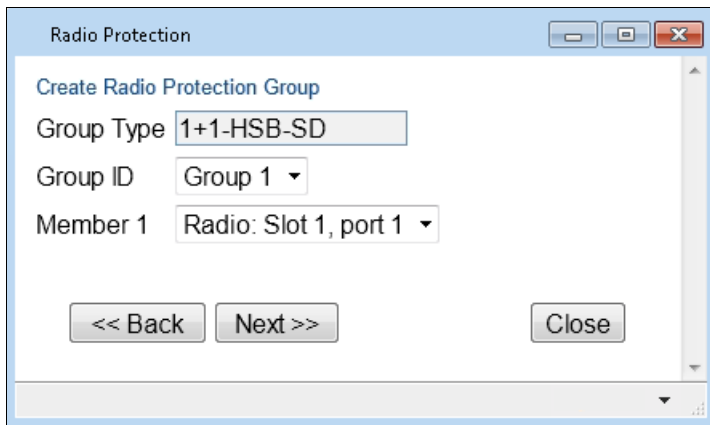 Radio Protection
Create Radio Protection Group
Group Type 1+1-HSB-SD
Group ID Group 1
Member 1 Radio: Slot 1, port 1
<< Back Next >> Close